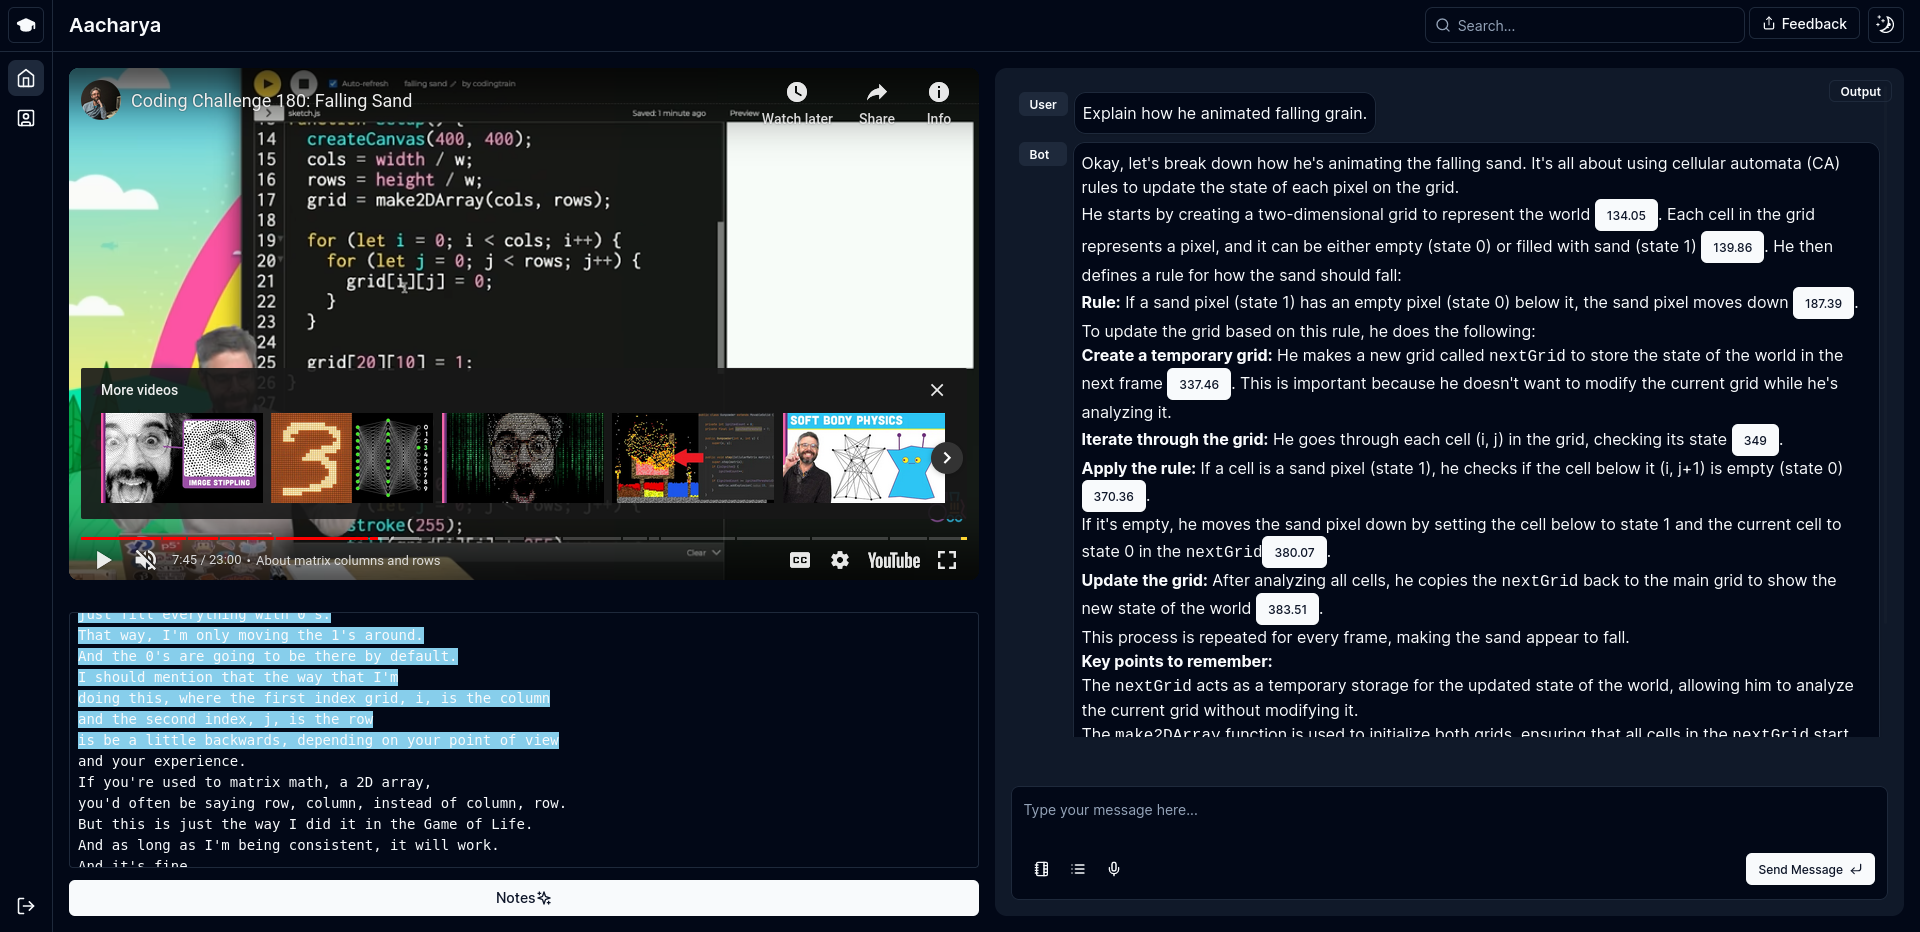 Aacharya
Search...
Feedback
Auto-refresh
falling sand
by codingtrain
Coding Challenge 180: Falling Sand
Watch later
Share
Info
sketch.js
Saved: 1 minute ago
Preview
14 createCanvas(400, 400);
15 cols = width / w;
16 rows = height / w;
17 grid = make2DArray(cols, rows);
18
19 for (let i = 0; i < cols; i++) {
20 for (let j = 0; j < rows; j++) {
21 grid[i][j] = 0;
22 }
23 }
24
25 grid[20][10] = 1;
26 }
27
More videos
IMAGE STIPPLING
SOFT BODY PHYSICS
stroke(255);
Clear
7:45 / 23:00 • About matrix columns and rows
CC
YouTube
just fill everything with 0's.
That way, I'm only moving the 1's around.
And the 0's are going to be there by default.
I should mention that the way that I'm
doing this, where the first index grid, i, is the column
and the second index, j, is the row
is be a little backwards, depending on your point of view
and your experience.
If you're used to matrix math, a 2D array,
you'd often be saying row, column, instead of column, row.
But this is just the way I did it in the Game of Life.
And as long as I'm being consistent, it will work.
And it's fine
Notes
Output
User
Explain how he animated falling grain.
Bot
Okay, let's break down how he's animating the falling sand. It's all about using cellular automata (CA)
rules to update the state of each pixel on the grid.
He starts by creating a two-dimensional grid to represent the world 134.05. Each cell in the grid
represents a pixel, and it can be either empty (state 0) or filled with sand (state 1) 139.86. He then
defines a rule for how the sand should fall:
Rule: If a sand pixel (state 1) has an empty pixel (state 0) below it, the sand pixel moves down 187.39.
To update the grid based on this rule, he does the following:
Create a temporary grid: He makes a new grid called nextGrid to store the state of the world in the
next frame 337.46. This is important because he doesn't want to modify the current grid while he's
analyzing it.
Iterate through the grid: He goes through each cell (i, j) in the grid, checking its state 349.
Apply the rule: If a cell is a sand pixel (state 1), he checks if the cell below it (i, j+1) is empty (state 0)
370.36.
If it's empty, he moves the sand pixel down by setting the cell below to state 1 and the current cell to
state 0 in the nextGrid 380.07.
Update the grid: After analyzing all cells, he copies the nextGrid back to the main grid to show the
new state of the world 383.51.
This process is repeated for every frame, making the sand appear to fall.
Key points to remember:
The nextGrid acts as a temporary storage for the updated state of the world, allowing him to analyze
the current grid without modifying it.
The make2DArray function is used to initialize both grids, ensuring that all cells in the nextGrid start
Type your message here...
Send Message